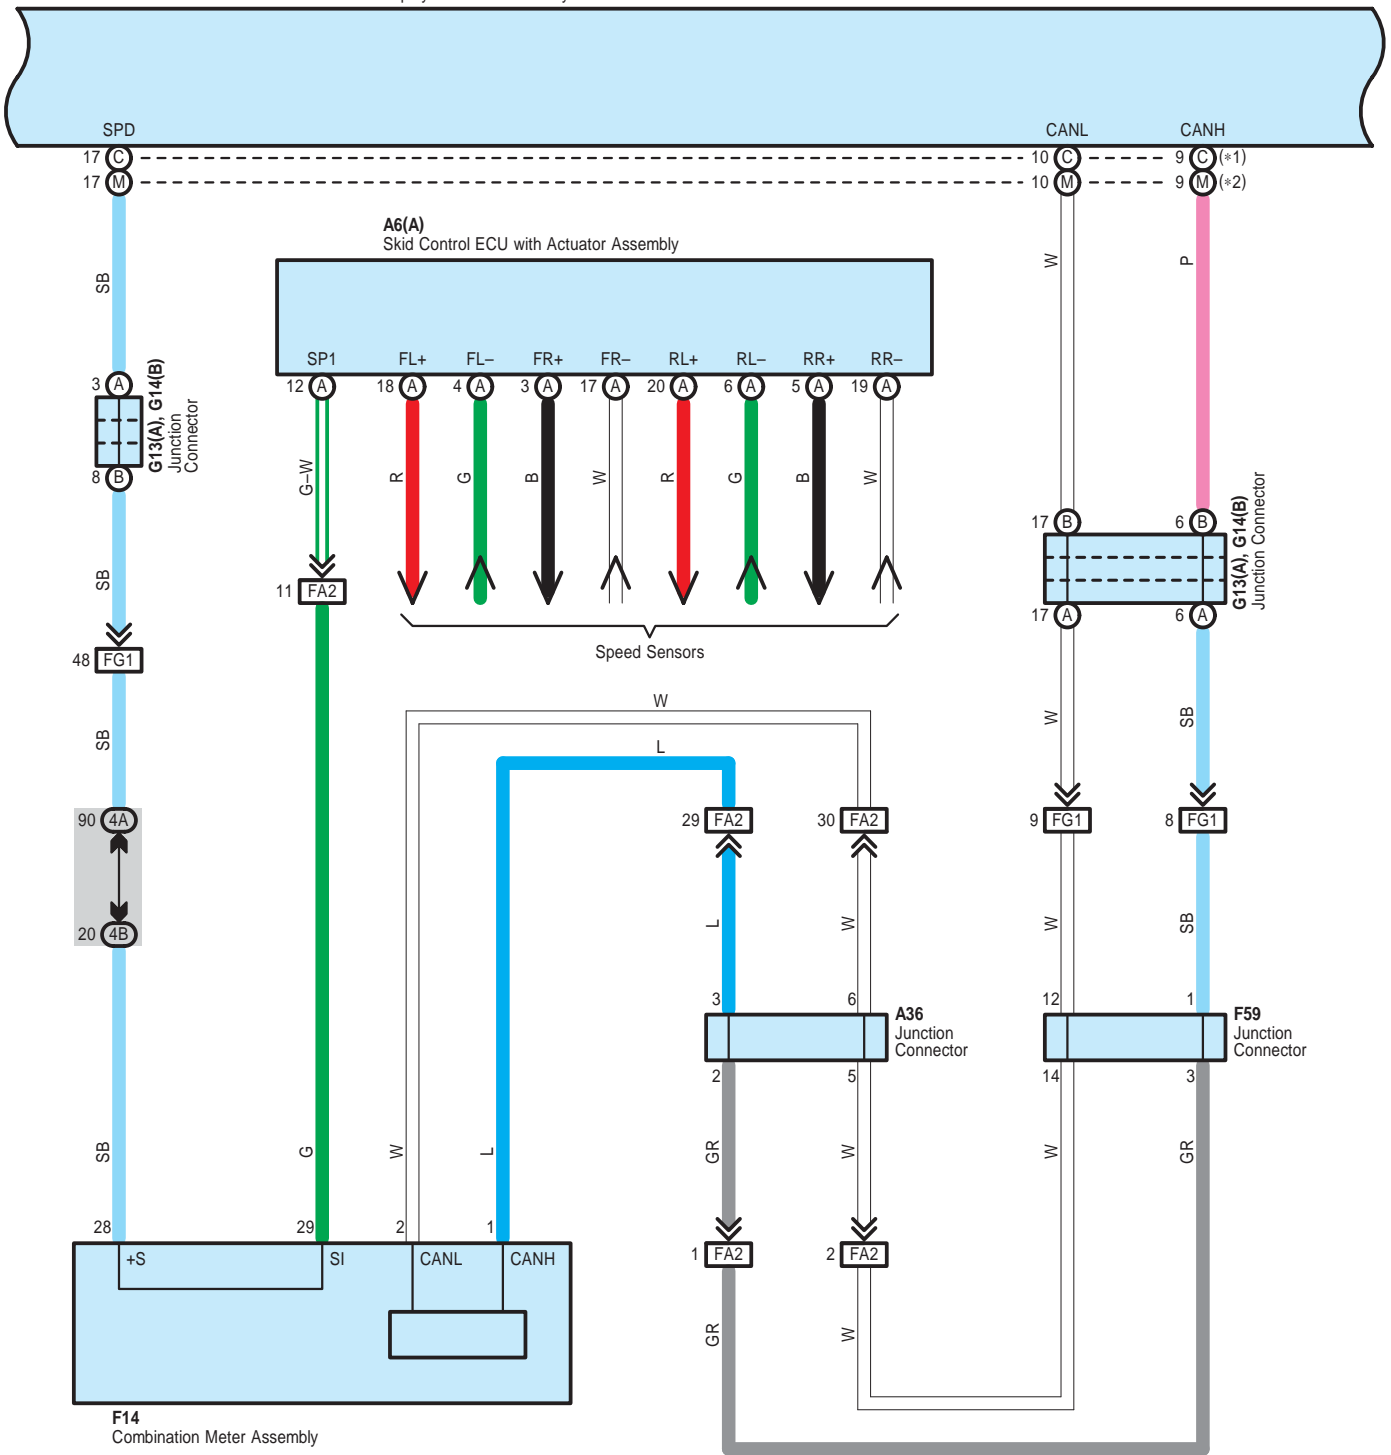 SPD
CANL
CANH
17 C
10 C
9 C (*1)
17 M
10 M
9 M (*2)
A6(A)
Skid Control ECU with Actuator Assembly
SB
W
P
SP1
FL+
FL–
FR+
FR–
RL+
RL–
RR+
RR–
12 A
18 A
4 A
3 A
17 A
20 A
6 A
5 A
19 A
3 A
8 B
G13(A), G14(B)
Junction
Connector
G–W
R
G
B
W
R
G
B
W
17 B
6 B
G13(A), G14(B)
Junction Connector
17 A
6 A
SB
11 FA2
Speed Sensors
48 FG1
W
L
SB
W
SB
90 4A
29 FA2
30 FA2
9 FG1
8 FG1
20 4B
L
W
W
SB
3
6
A36
Junction
Connector
2
5
12
1
F59
Junction
Connector
14
3
SB
G
W
L
GR
W
W
GR
28
29
2
1
+S
SI
CANL
CANH
1 FA2
2 FA2
GR
W
F14
Combination Meter Assembly